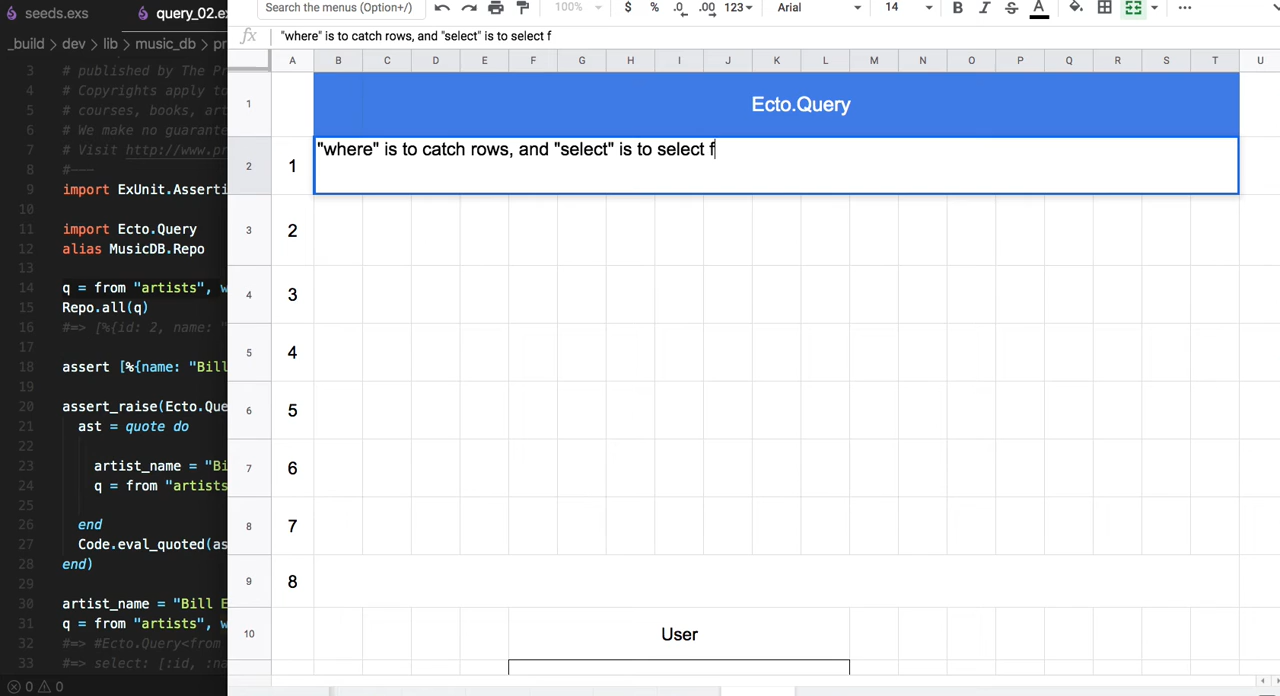 seeds.exs query_02.ex
_build > dev > lib > music_db > pr
3 # published by The Pr
4 # Copyrights apply to
5 # courses, books, art
6 # We make no guarante
7 # Visit http://www.pr
8 #---
9 import ExUnit.Asserti
10
11 import Ecto.Query
12 alias MusicDB.Repo
13
14 q = from "artists", w
15 Repo.all(q)
16 #=> [%{id: 2, name: "
17
18 assert [%{name: "Bill
19
20 assert_raise(Ecto.Que
21 ast = quote do
22
23 artist_name = "Bi
24 q = from "artists
25
26 end
27 Code.eval_quoted(as
28 end)
29
30 artist_name = "Bill E
31 q = from "artists", w
32 #=> #Ecto.Query<from
33 #=> select: [:id, :na
0 0
Search the menus (Option+/) 100% $ % .0 .00 123 Arial 14 B I S A
fx "where" is to catch rows, and "select" is to select f
A B C D E F G H I J K L M N O P Q R S T U
1 Ecto.Query
2 1 "where" is to catch rows, and "select" is to select f
3 2
4 3
5 4
6 5
7 6
8 7
9 8
10 User